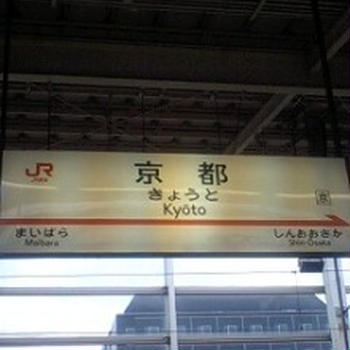 JR
京都
きょうと
Kyōto
まいばら
Maibara
しんおおさか
Shin-Ōsaka